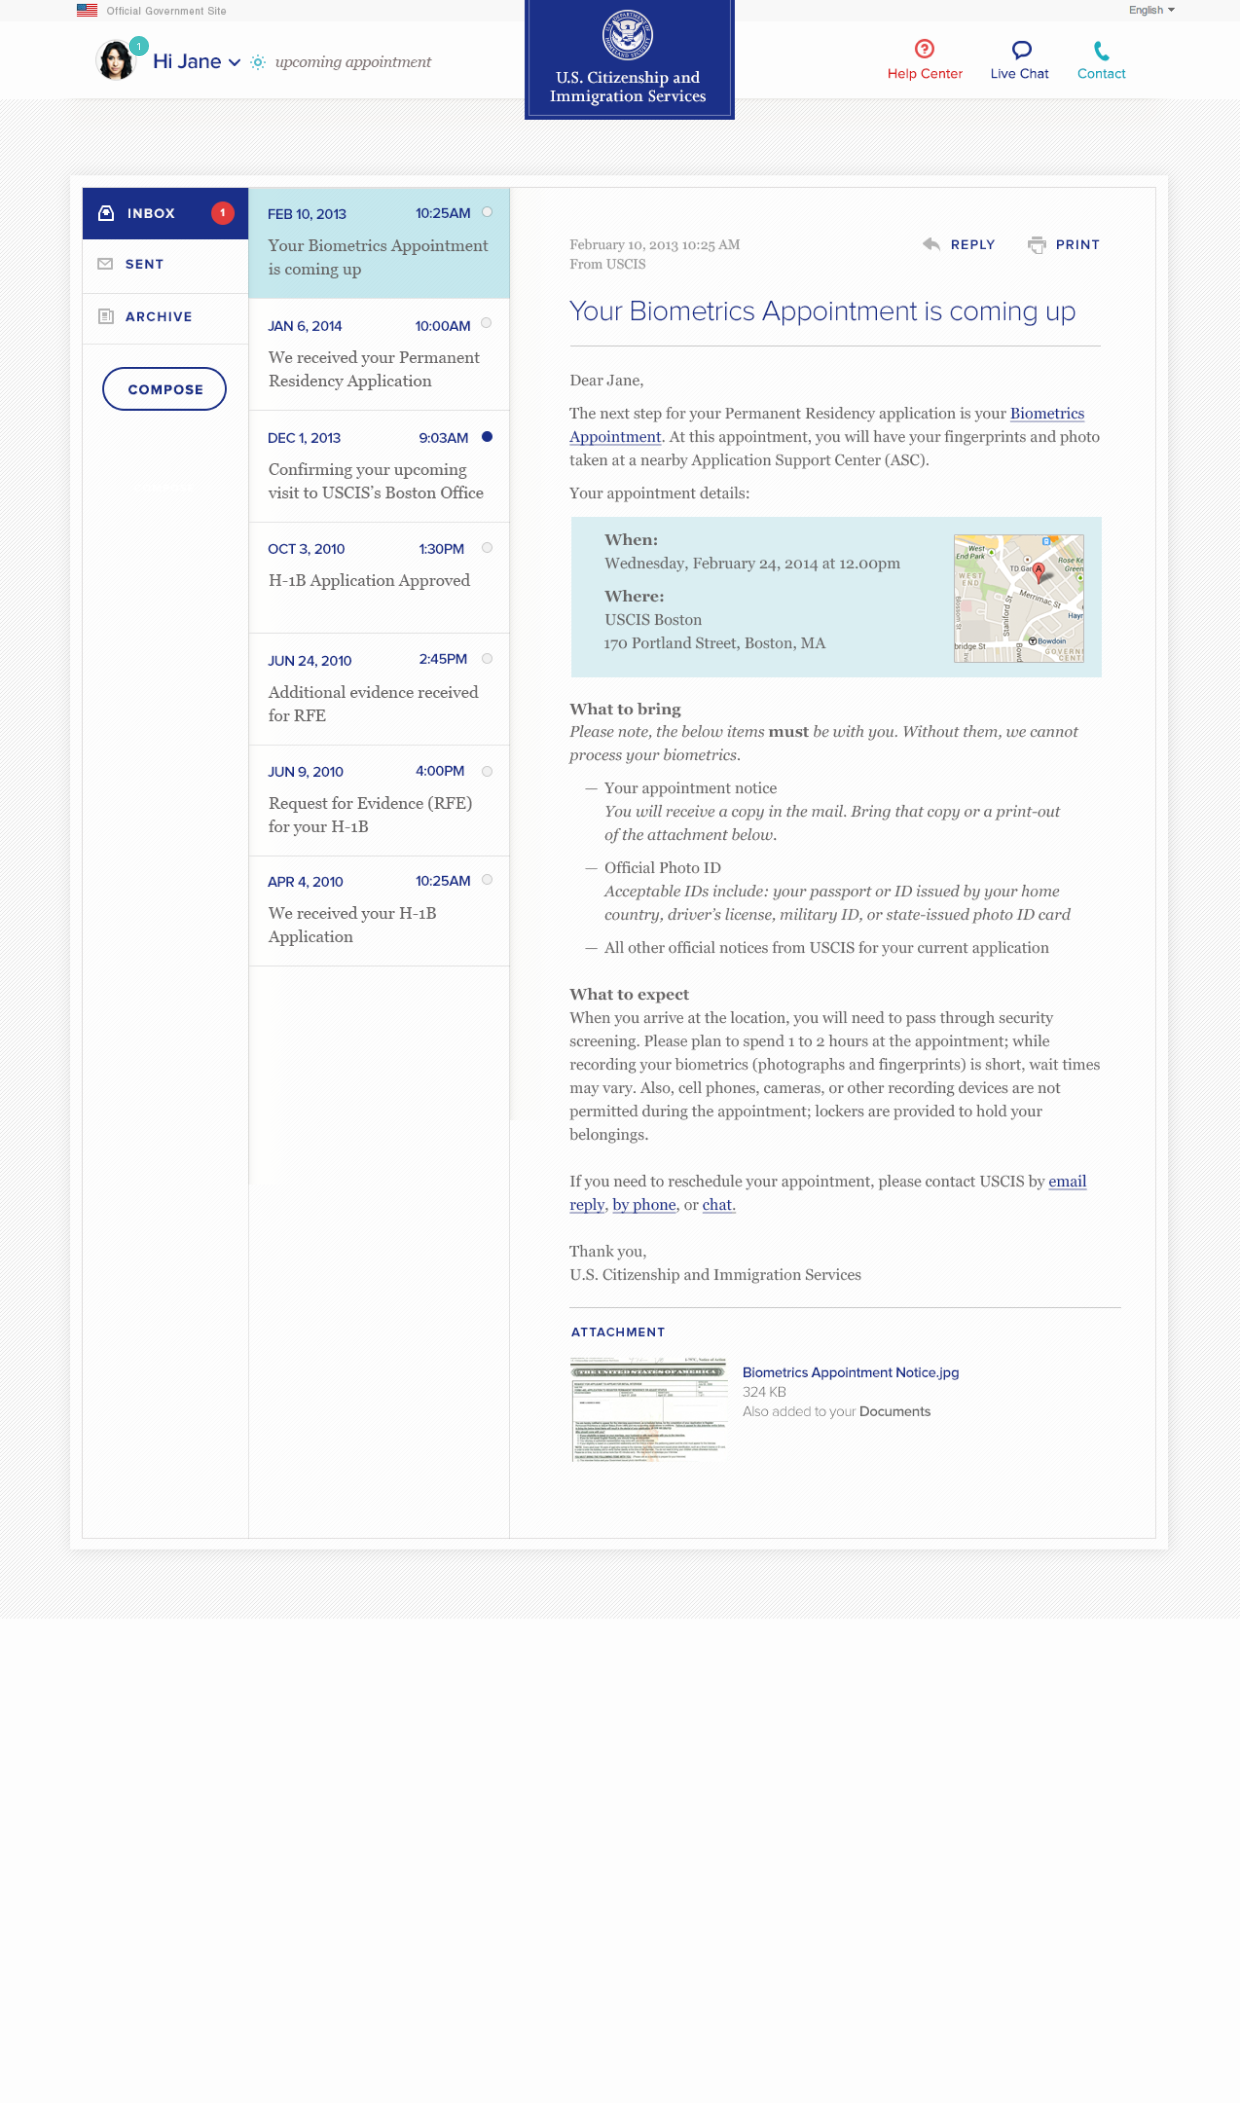 Official Government Site
English
1
Hi Jane
upcoming appointment
U.S. Citizenship and
Immigration Services
Help Center
Live Chat
Contact
INBOX
1
SENT
ARCHIVE
COMPOSE
FEB 10, 2013 10:25AM
Your Biometrics Appointment
is coming up
JAN 6, 2014 10:00AM
We received your Permanent
Residency Application
DEC 1, 2013 9:03AM
Confirming your upcoming
visit to USCIS's Boston Office
OCT 3, 2010 1:30PM
H-1B Application Approved
JUN 24, 2010 2:45PM
Additional evidence received
for RFE
JUN 9, 2010 4:00PM
Request for Evidence (RFE)
for your H-1B
APR 4, 2010 10:25AM
We received your H-1B
Application
February 10, 2013 10:25 AM
From USCIS
REPLY
PRINT
Your Biometrics Appointment is coming up
Dear Jane,
The next step for your Permanent Residency application is your Biometrics
Appointment. At this appointment, you will have your fingerprints and photo
taken at a nearby Application Support Center (ASC).
Your appointment details:
When:
Wednesday, February 24, 2014 at 12.00pm
Where:
USCIS Boston
170 Portland Street, Boston, MA
West
End Park
TD Gar
Rose Ke
Green
WEST
END
A
Merrimac St
Staniford St
Hayr
Bowdoin
bridge St
Bowd
GOVERN
CENT
What to bring
Please note, the below items must be with you. Without them, we cannot
process your biometrics.
— Your appointment notice
You will receive a copy in the mail. Bring that copy or a print-out
of the attachment below.
— Official Photo ID
Acceptable IDs include: your passport or ID issued by your home
country, driver's license, military ID, or state-issued photo ID card
— All other official notices from USCIS for your current application
What to expect
When you arrive at the location, you will need to pass through security
screening. Please plan to spend 1 to 2 hours at the appointment; while
recording your biometrics (photographs and fingerprints) is short, wait times
may vary. Also, cell phones, cameras, or other recording devices are not
permitted during the appointment; lockers are provided to hold your
belongings.
If you need to reschedule your appointment, please contact USCIS by email
reply, by phone, or chat.
Thank you,
U.S. Citizenship and Immigration Services
ATTACHMENT
THE UNITED STATES OF AMERICA
Biometrics Appointment Notice.jpg
324 KB
Also added to your Documents